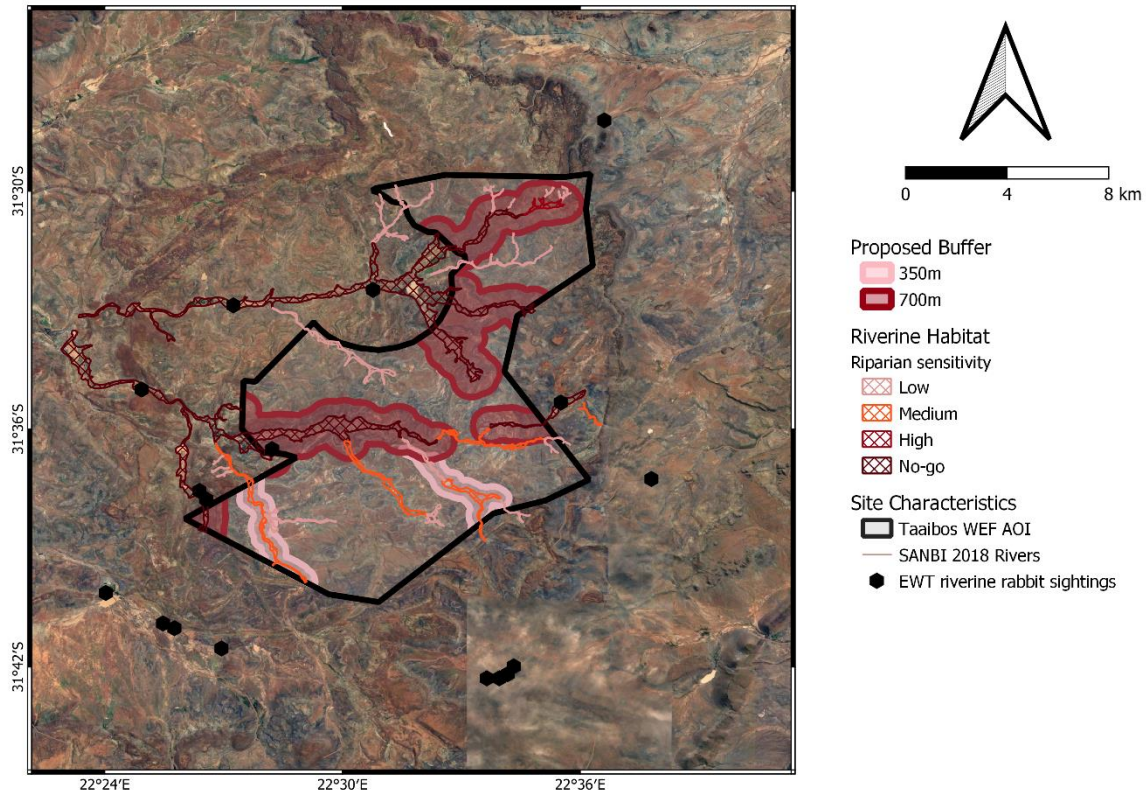 31°30'S
31°36'S
31°42'S
22°24'E
22°30'E
22°36'E
0 4 8 km
Proposed Buffer
350m
700m
Riverine Habitat
Riparian sensitivity
Low
Medium
High
No-go
Site Characteristics
Taaibos WEF AOI
SANBI 2018 Rivers
EWT riverine rabbit sightings